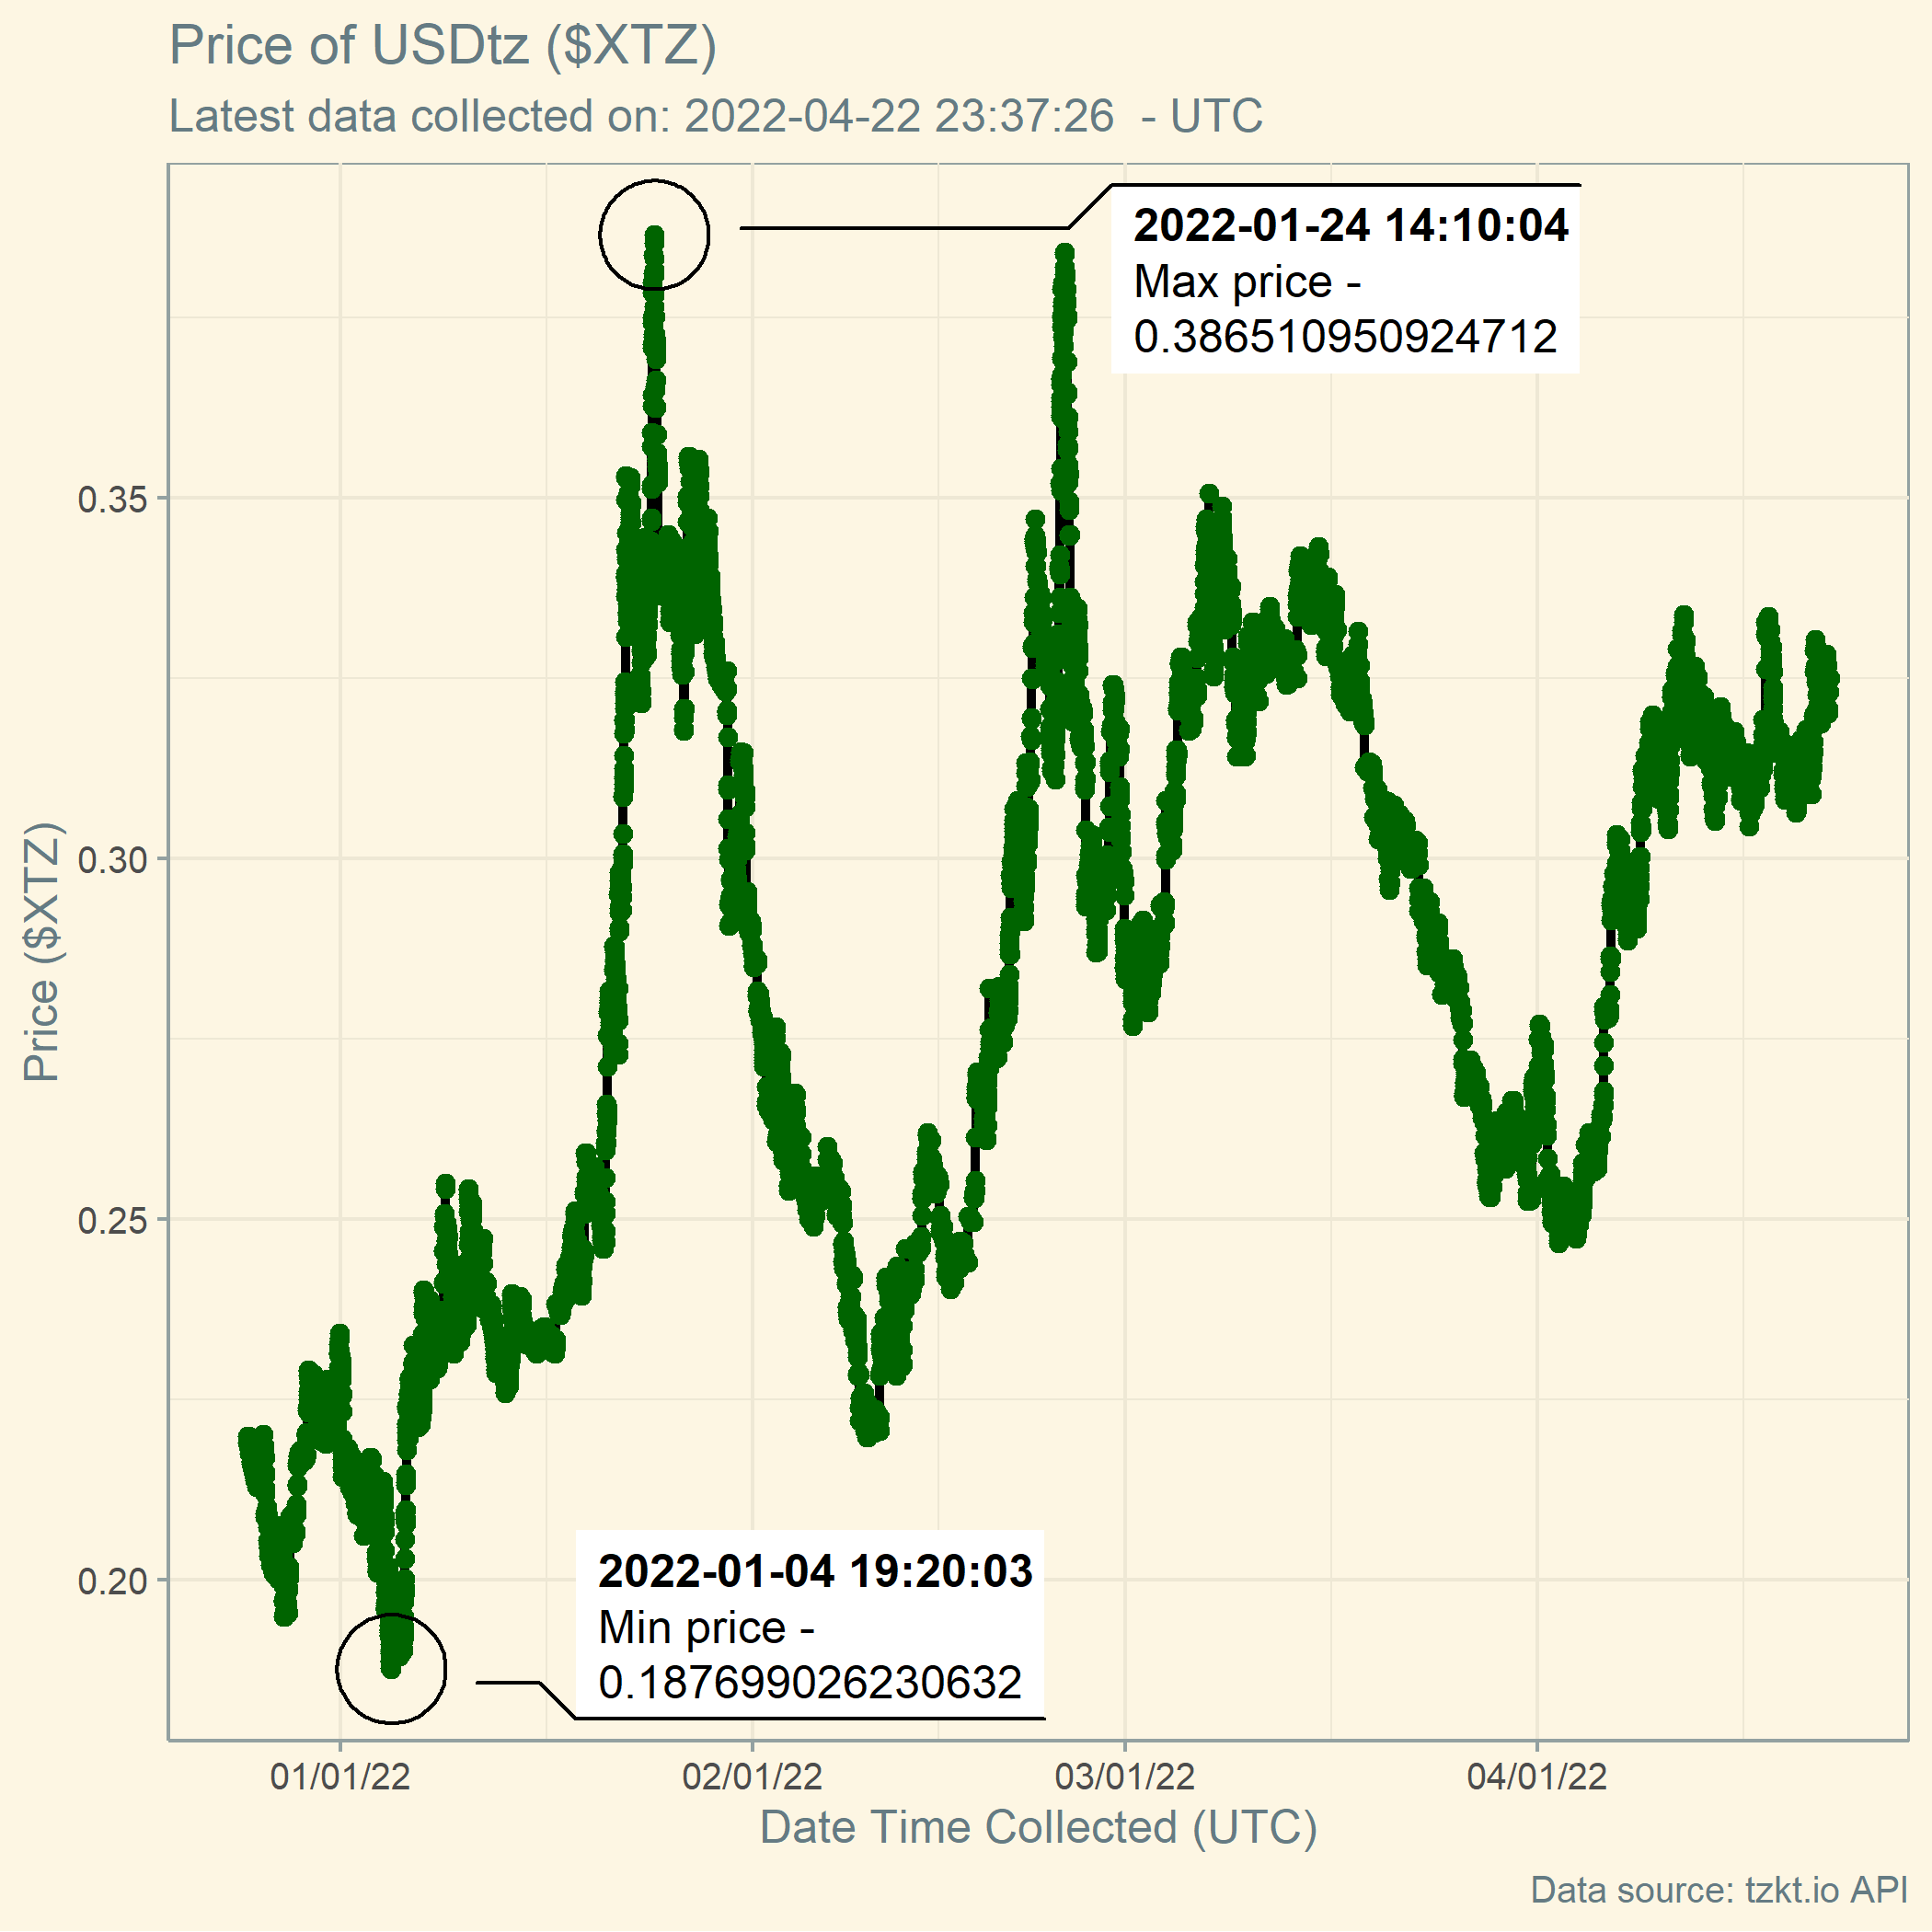 Price of USDtz ($XTZ)
Latest data collected on: 2022-04-22 23:37:26  - UTC
2022-01-24 14:10:04
Max price -
0.386510950924712
0.35
0.30
0.25
0.20
Price ($XTZ)
2022-01-04 19:20:03
Min price -
0.187699026230632
01/01/22
02/01/22
03/01/22
04/01/22
Date Time Collected (UTC)
Data source: tzkt.io API